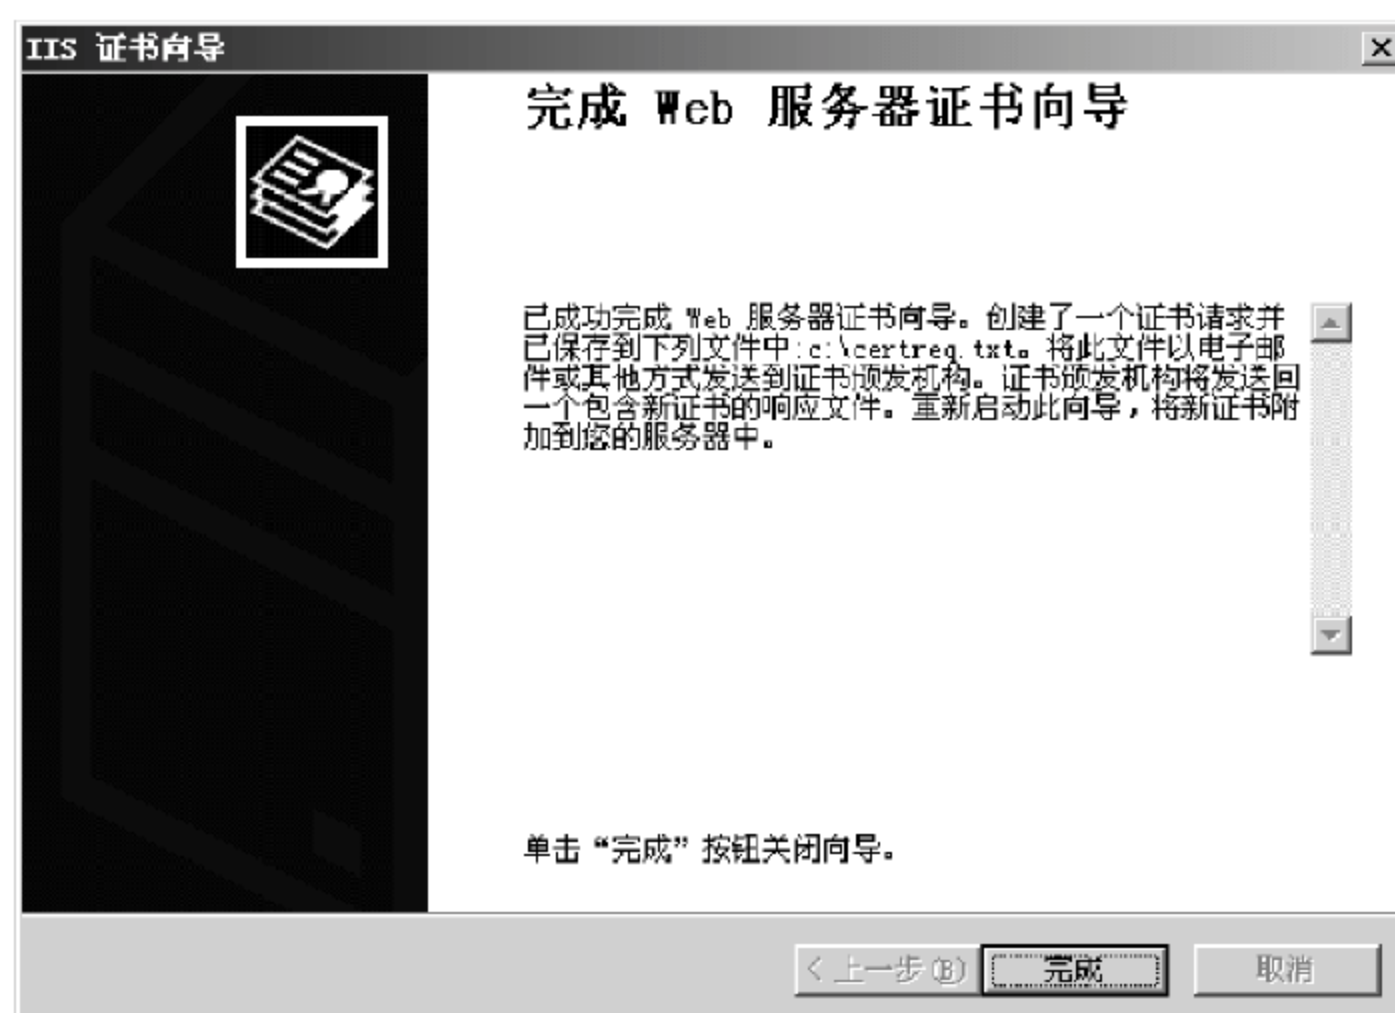 IIS 证书向导
完成 Web 服务器证书向导
已成功完成 Web 服务器证书向导。创建了一个证书请求并
已保存到下列文件中:c:\certreq.txt。将此文件以电子邮
件或其他方式发送到证书颁发机构。证书颁发机构将发送回
一个包含新证书的响应文件。重新启动此向导，将新证书附
加到您的服务器中。
单击“完成”按钮关闭向导。
< 上一步(B) 完成 取消